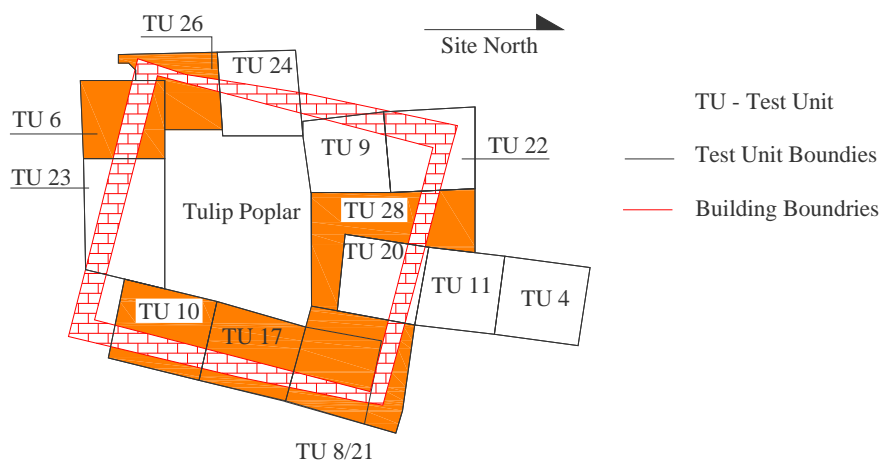 TU 26
Site North
TU 24
TU - Test Unit
TU 6
TU 9
TU 22
Test Unit Boundies
TU 23
Tulip Poplar
TU 28
Building Boundries
TU 20
TU 11
TU 4
TU 10
TU 17
TU 8/21